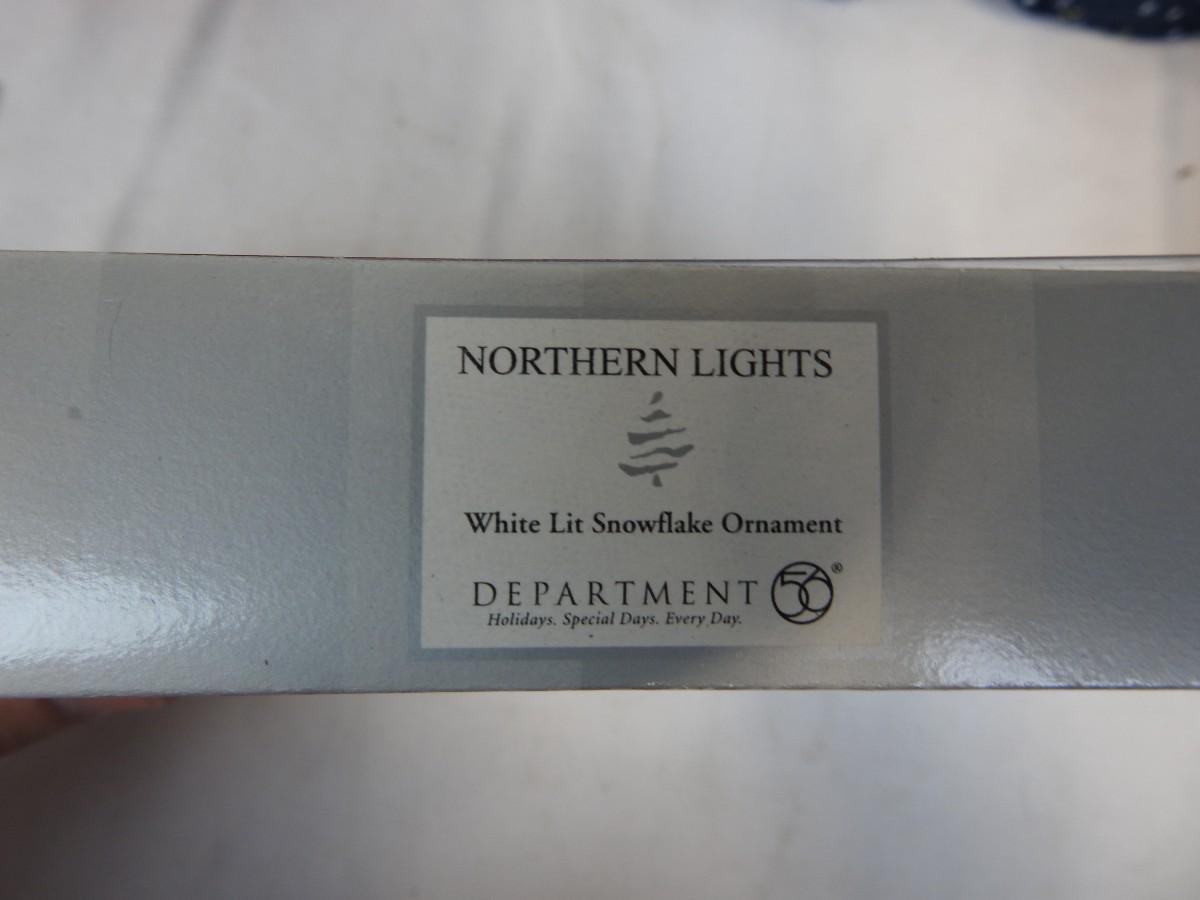 NORTHERN LIGHTS
White Lit Snowflake Ornament
DEPARTMENT 56®
Holidays. Special Days. Every Day.